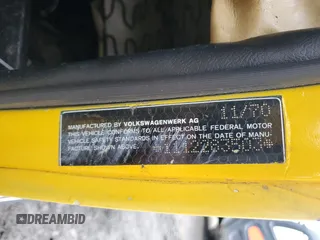 11/70
MANUFACTURED BY VOLKSWAGENWERK AG
THIS VEHICLE CONFORMS TO ALL APPLICABLE FEDERAL MOTOR
VEHICLE SAFETY STANDARDS IN EFFECT ON THE DATE OF MANU-
FACTURE SHOWN ABOVE.
DREAMBID